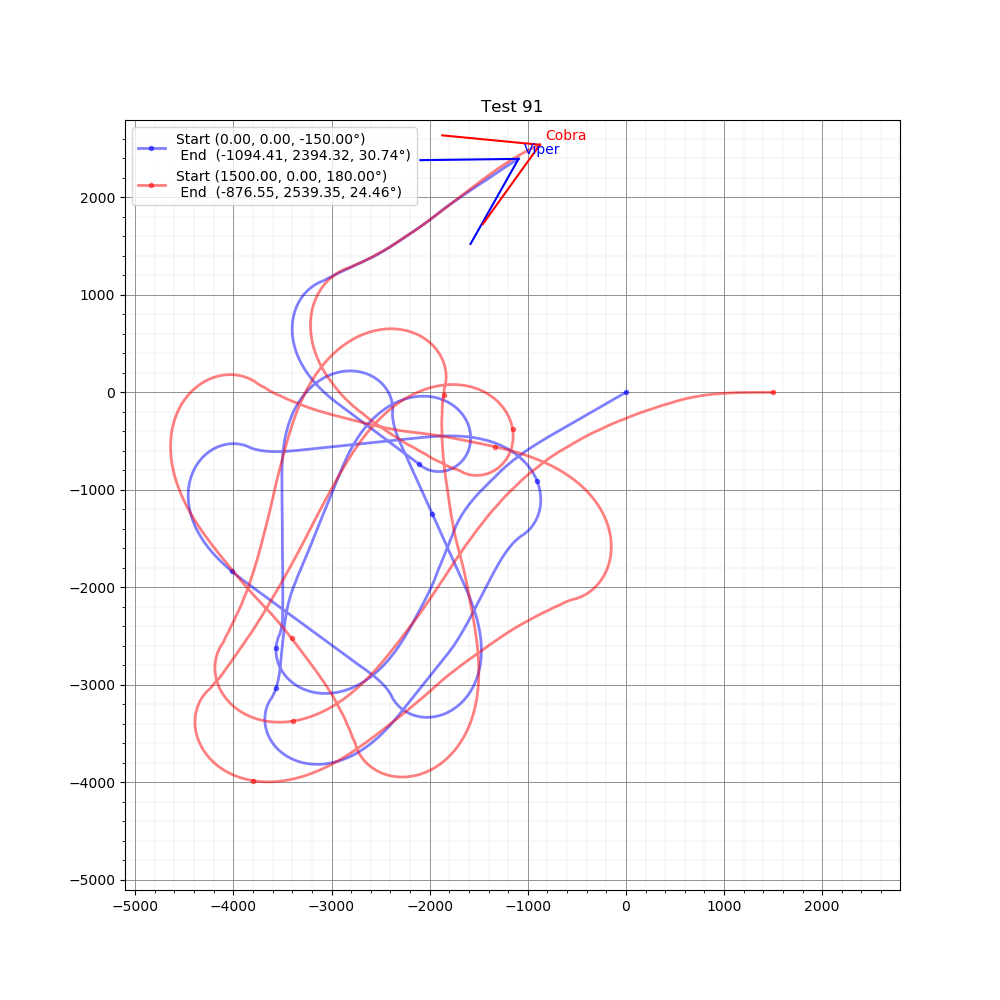 Test 91
Start (0.00, 0.00, -150.00°)
End (-1094.41, 2394.32, 30.74°)
Start (1500.00, 0.00, 180.00°)
End (-876.55, 2539.35, 24.46°)
Cobra
Viper
2000
1000
0
−1000
−2000
−3000
−4000
−5000
−5000 −4000 −3000 −2000 −1000 0 1000 2000